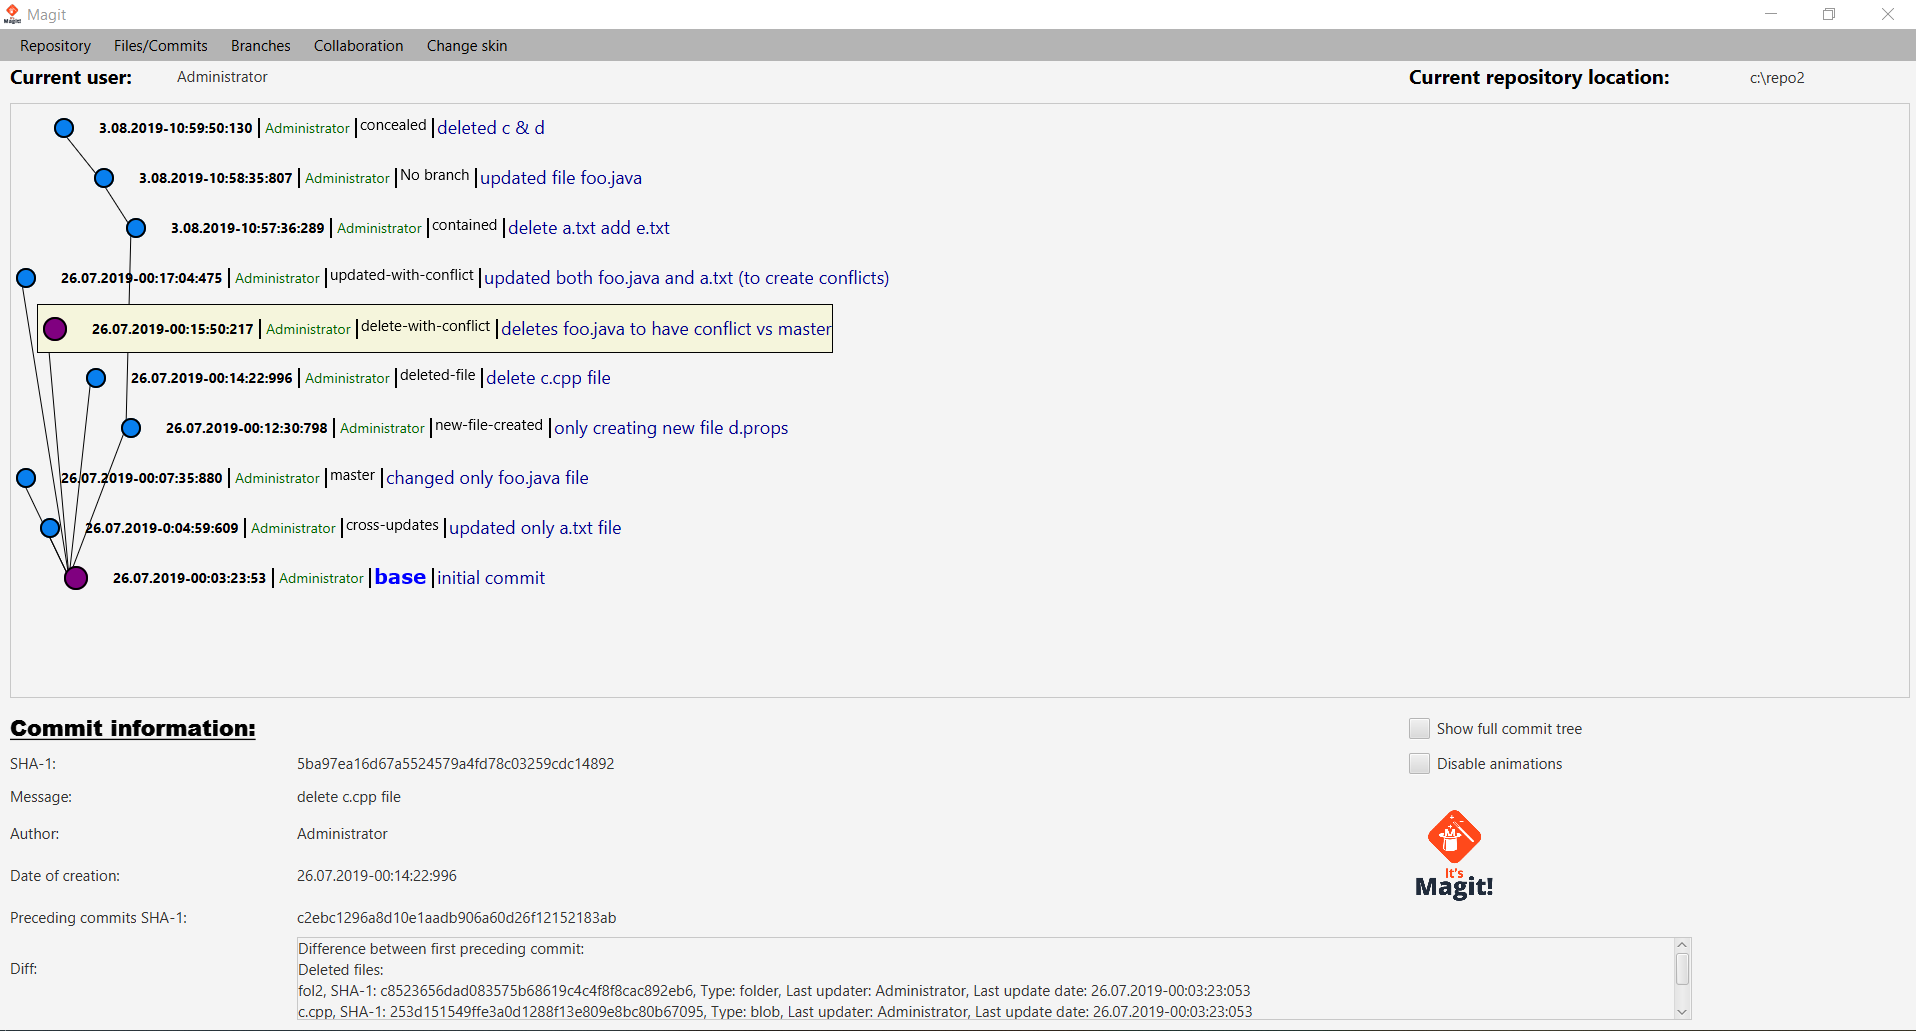 Magit
Repository Files/Commits Branches Collaboration Change skin
Current user: Administrator Current repository location: c:\repo2
3.08.2019-10:59:50:130 | Administrator | concealed | deleted c & d
3.08.2019-10:58:35:807 | Administrator | No branch | updated file foo.java
3.08.2019-10:57:36:289 | Administrator | contained | delete a.txt add e.txt
26.07.2019-00:17:04:475 | Administrator | updated-with-conflict | updated both foo.java and a.txt (to create conflicts)
26.07.2019-00:15:50:217 | Administrator | delete-with-conflict | deletes foo.java to have conflict vs master
26.07.2019-00:14:22:996 | Administrator | deleted-file | delete c.cpp file
26.07.2019-00:12:30:798 | Administrator | new-file-created | only creating new file d.props
26.07.2019-00:07:35:880 | Administrator | master | changed only foo.java file
26.07.2019-0:04:59:609 | Administrator | cross-updates | updated only a.txt file
26.07.2019-00:03:23:53 | Administrator | base | initial commit
Commit information:
Show full commit tree
SHA-1: 5ba97ea16d67a5524579a4fd78c03259cdc14892
Disable animations
Message: delete c.cpp file
Author: Administrator
It's
Magit!
Date of creation: 26.07.2019-00:14:22:996
Preceding commits SHA-1: c2ebc1296a8d10e1aadb906a60d26f12152183ab
Diff:
Difference between first preceding commit:
Deleted files:
fol2, SHA-1: c8523656dad083575b68619c4c4f8f8cac892eb6, Type: folder, Last updater: Administrator, Last update date: 26.07.2019-00:03:23:053
c.cpp, SHA-1: 253d151549ffe3a0d1288f13e809e8bc80b67095, Type: blob, Last updater: Administrator, Last update date: 26.07.2019-00:03:23:053